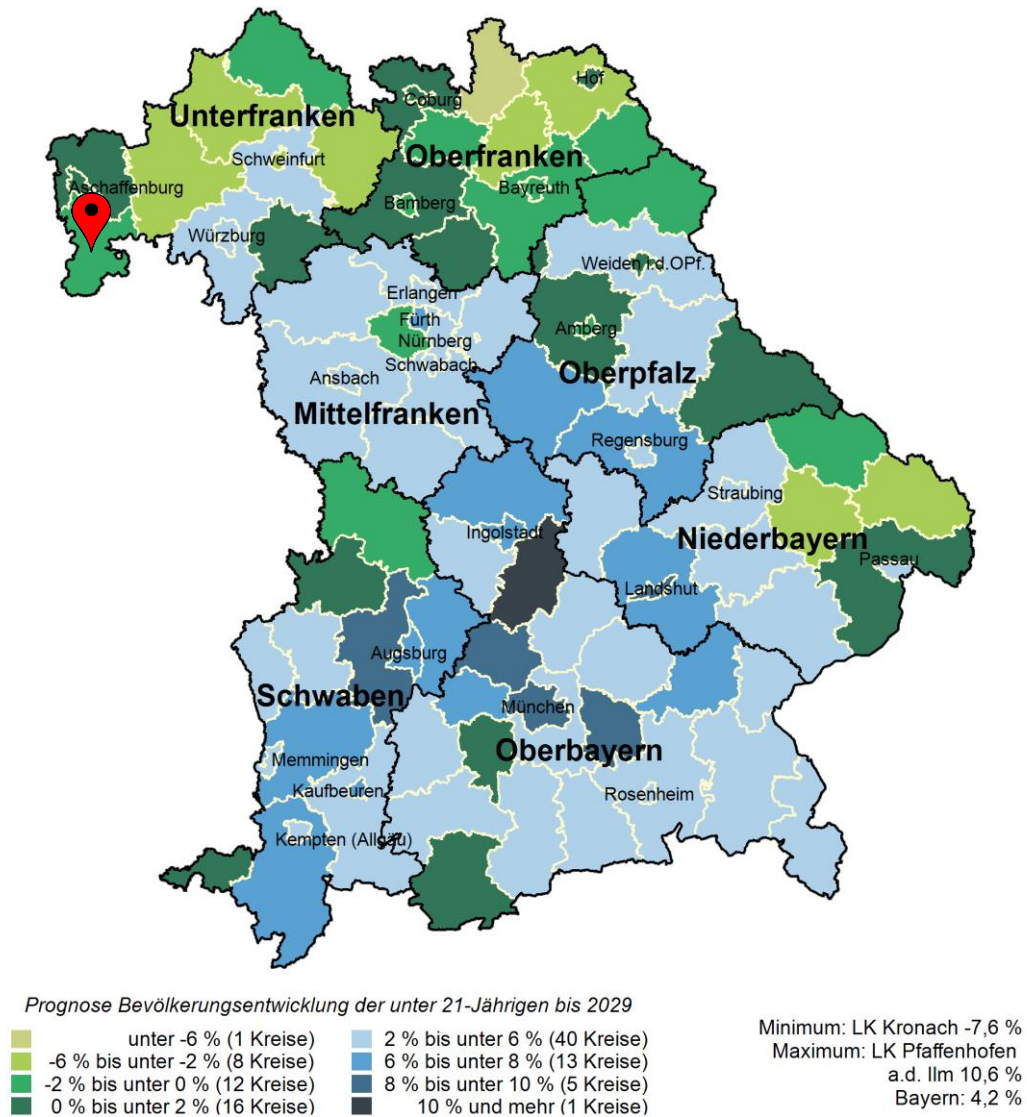 Hof
Coburg
Unterfranken
Oberfranken
Schweinfurt
Aschaffenburg
Bayreuth
Bamberg
Würzburg
Weiden i.d.OPf.
Erlangen
Fürth
Amberg
Nürnberg
Schwabach
Oberpfalz
Ansbach
Mittelfranken
Regensburg
Straubing
Ingolstadt
Niederbayern
Passau
Landshut
Augsburg
Schwaben
München
Oberbayern
Memmingen
Kaufbeuren
Rosenheim
Kempten (Allgäu)
Prognose Bevölkerungsentwicklung der unter 21-Jährigen bis 2029
unter -6 % (1 Kreise)
-6 % bis unter -2 % (8 Kreise)
-2 % bis unter 0 % (12 Kreise)
0 % bis unter 2 % (16 Kreise)
2 % bis unter 6 % (40 Kreise)
6 % bis unter 8 % (13 Kreise)
8 % bis unter 10 % (5 Kreise)
10 % und mehr (1 Kreise)
Minimum: LK Kronach -7,6 %
Maximum: LK Pfaffenhofen
a.d. Ilm 10,6 %
Bayern: 4,2 %